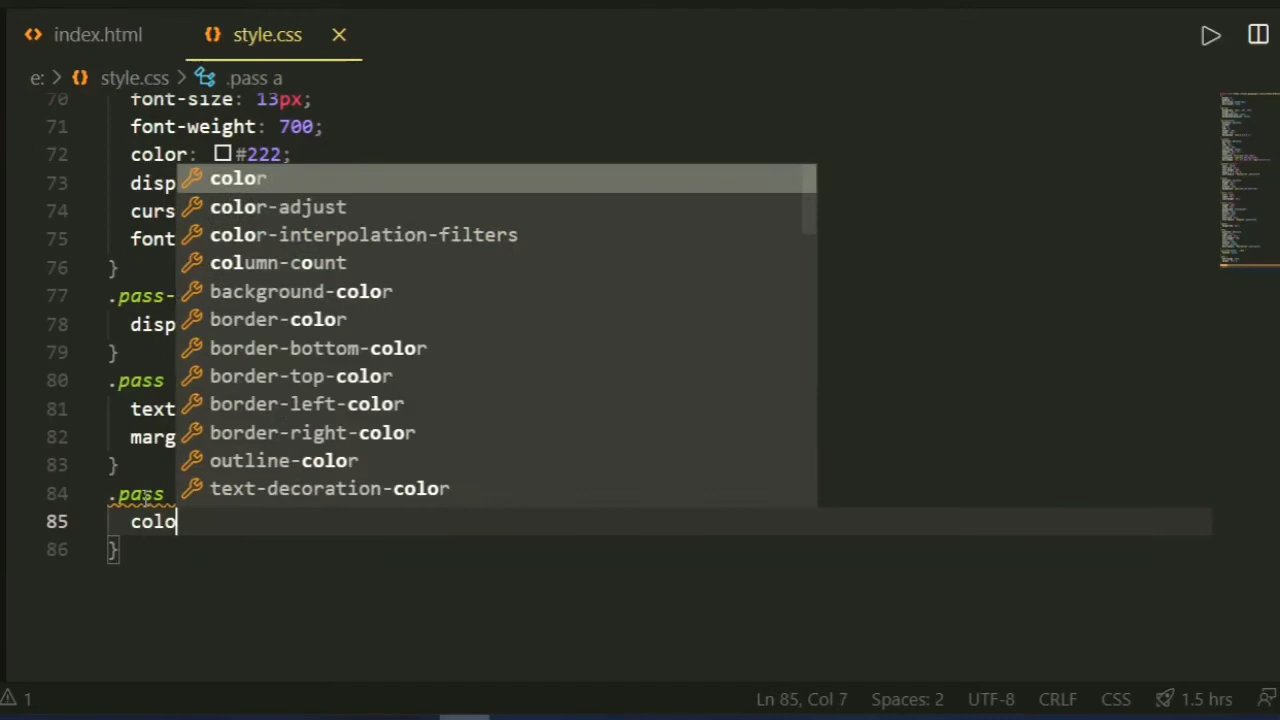 index.html
style.css
e: > style.css > .pass a
70 font-size: 13px;
71 font-weight: 700;
72 color: #222;
73 disp
74 curs
75 font
76 }
77 .pass-
78 disp
79 }
80 .pass
81 text
82 marg
83 }
84 .pass
85 colo
86 }
color
color-adjust
color-interpolation-filters
column-count
background-color
border-color
border-bottom-color
border-top-color
border-left-color
border-right-color
outline-color
text-decoration-color
1
Ln 85, Col 7
Spaces: 2
UTF-8
CRLF
CSS
1.5 hrs